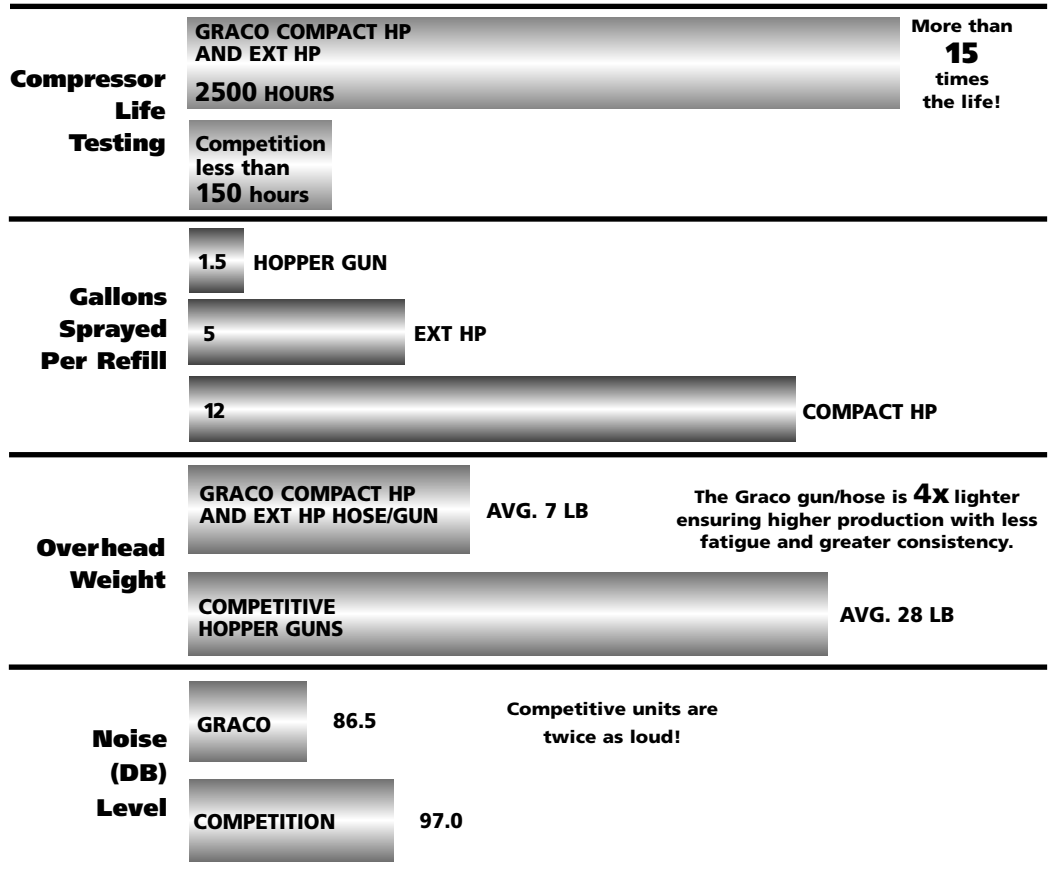 Compressor
Life
Testing
GRACO COMPACT HP
AND EXT HP
2500 HOURS
More than
15
times
the life!
Competition
less than
150 hours
Gallons
Sprayed
Per Refill
1.5 HOPPER GUN
5 EXT HP
12 COMPACT HP
Overhead
Weight
GRACO COMPACT HP
AND EXT HP HOSE/GUN
AVG. 7 LB
The Graco gun/hose is 4x lighter
ensuring higher production with less
fatigue and greater consistency.
COMPETITIVE
HOPPER GUNS
AVG. 28 LB
Noise
(DB)
Level
GRACO 86.5
Competitive units are
twice as loud!
COMPETITION 97.0